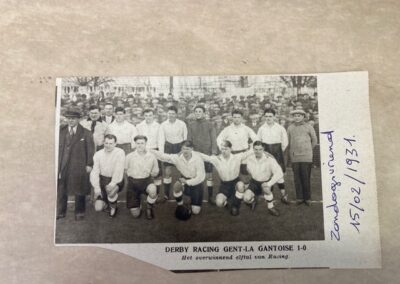 DERBY RACING GENT-LA GANTOISE 1-0
Het overwinnend elftal van Racing.
Zondagsvriend
15/02/1931.